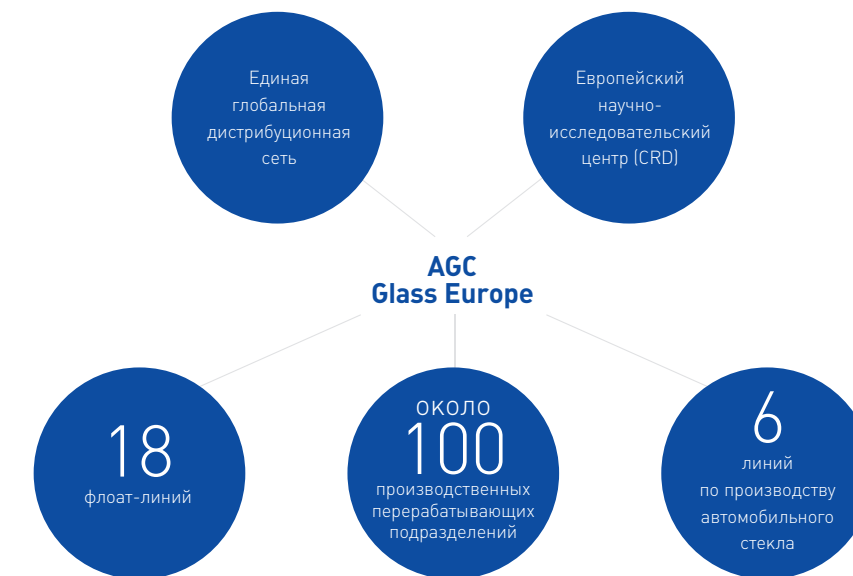 Единая
глобальная
дистрибуционная
сеть
Европейский
научно-
исследовательский
центр (CRD)
AGC
Glass Europe
18
флоат-линий
ОКОЛО
100
производственных
перерабатывающих
подразделений
6
линий
по производству
автомобильного
стекла